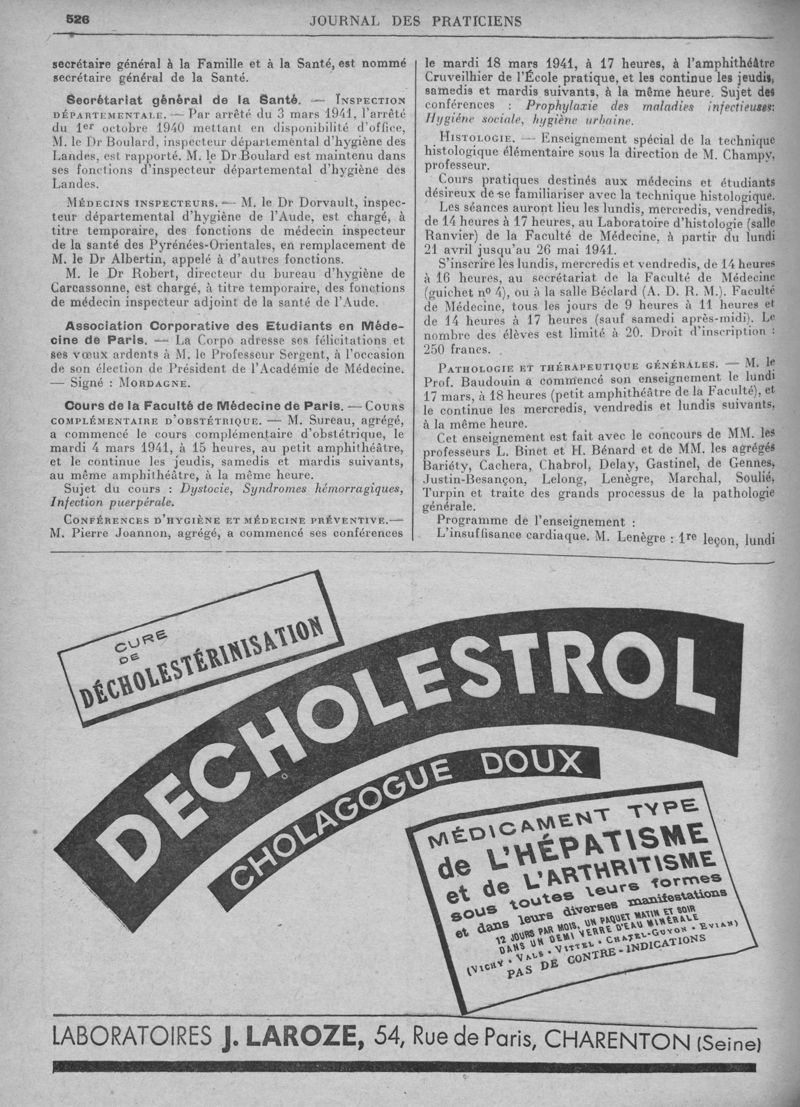 526
JOURNAL DES PRATICIENS
secrétaire général à la Famille et à la Santé, est nommé
secrétaire général de la Santé.
Secrétariat général de la Santé. — INSPECTION
DÉPARTEMENTALE. — Par arrêté du 3 mars 1941, l'arrêté
du 1er octobre 1940 mettant en disponibilité d'office,
M. le Dr Boulard, inspecteur départemental d'hygiène des
Landes, est rapporté. M. le Dr Boulard est maintenu dans
ses fonctions d'inspecteur départemental d'hygiène des
Landes.
MÉDECINS INSPECTEURS. — M. le Dr Dorvault, inspec-
teur départemental d'hygiène de l'Aude, est chargé, à
titre temporaire, des fonctions de médecin inspecteur
de la santé des Pyrénées-Orientales, en remplacement de
M. le Dr Albertin, appelé à d'autres fonctions.
M. le Dr Robert, directeur du bureau d'hygiène de
Carcassonne, est chargé, à titre temporaire, des fonctions
de médecin inspecteur adjoint de la santé de l'Aude.
Association Corporative des Etudiants en Méde-
cine de Paris. — La Corpo adresse ses félicitations et
ses vœux ardents à M. le Professeur Sergent, à l'occasion
de son élection de Président de l'Académie de Médecine.
— Signé : MORDAGNE.
Cours de la Faculté de Médecine de Paris. — COURS
COMPLÉMENTAIRE D'OBSTÉTRIQUE. — M. Sureau, agrégé,
a commencé le cours complémentaire d'obstétrique, le
mardi 4 mars 1941, à 15 heures, au petit amphithéâtre,
et le continue les jeudis, samedis et mardis suivants,
au même amphithéâtre, à la même heure.
Sujet du cours : Dystocie, Syndromes hémorragiques,
Infection puerpérale.
CONFÉRENCES D'HYGIÈNE ET MÉDECINE PRÉVENTIVE.—
M. Pierre Joannon, agrégé, a commencé ses conférences
le mardi 18 mars 1941, à 17 heures, à l'amphithéâtre
Cruveilhier de l'École pratique, et les continue les jeudis,
samedis et mardis suivants, à la même heure. Sujet des
conférences : Prophylaxie des maladies infectieuses:
Hygiène sociale, hygiène urbaine.
HISTOLOGIE. — Enseignement spécial de la technique
histologique élémentaire sous la direction de M. Champy,
professeur.
Cours pratiques destinés aux médecins et étudiants
désireux de se familiariser avec la technique histologique.
Les séances auront lieu les lundis, mercredis, vendredis,
de 14 heures à 17 heures, au Laboratoire d'histologie (salle
Ranvier) de la Faculté de Médecine, à partir du lundi
21 avril jusqu'au 26 mai 1941.
S'inscrire les lundis, mercredis et vendredis, de 14 heures
à 16 heures, au secrétariat de la Faculté de Médecine
(guichet no 4), ou à la salle Béclard (A. D. R. M.). Faculté
de Médecine, tous les jours de 9 heures à 11 heures et
de 14 heures à 17 heures (sauf samedi après-midi). Le
nombre des élèves est limité à 20. Droit d'inscription :
250 francs.
PATHOLOGIE ET THÉRAPEUTIQUE GÉNÉRALES. — M. le
Prof. Baudouin a commencé son enseignement le lundi
17 mars, à 18 heures (petit amphithéâtre de la Faculté), et
le continue les mercredis, vendredis et lundis suivants,
à la même heure.
Cet enseignement est fait avec le concours de MM. les
professeurs L. Binet et H. Bénard et de MM. les agrégés
Bariéty, Cachera, Chabrol, Delay, Gastinel, de Gennes,
Justin-Besançon, Lelong, Lenègre, Marchal, Soulié,
Turpin et traite des grands processus de la pathologie
générale.
Programme de l'enseignement :
L'insuffisance cardiaque. M. Lenègre : 1re leçon, lundi
CURE
DE
DÉCHOLESTÉRINISATION
DECHOLESTROL
CHOLAGOGUE DOUX
MÉDICAMENT TYPE
de L'HÉPATISME
et de L'ARTHRITISME
sous toutes leurs formes
et dans leurs diverses manifestations
12 JOURS PAR MOIS, UN PAQUET MATIN ET SOIR
DANS UN DEMI VERRE D'EAU MINÉRALE
(VICHY • VALS • VITTEL • CHATEL-GUYON • EVIAN)
PAS DE CONTRE-INDICATIONS
LABORATOIRES J. LAROZE, 54, Rue de Paris, CHARENTON (Seine)